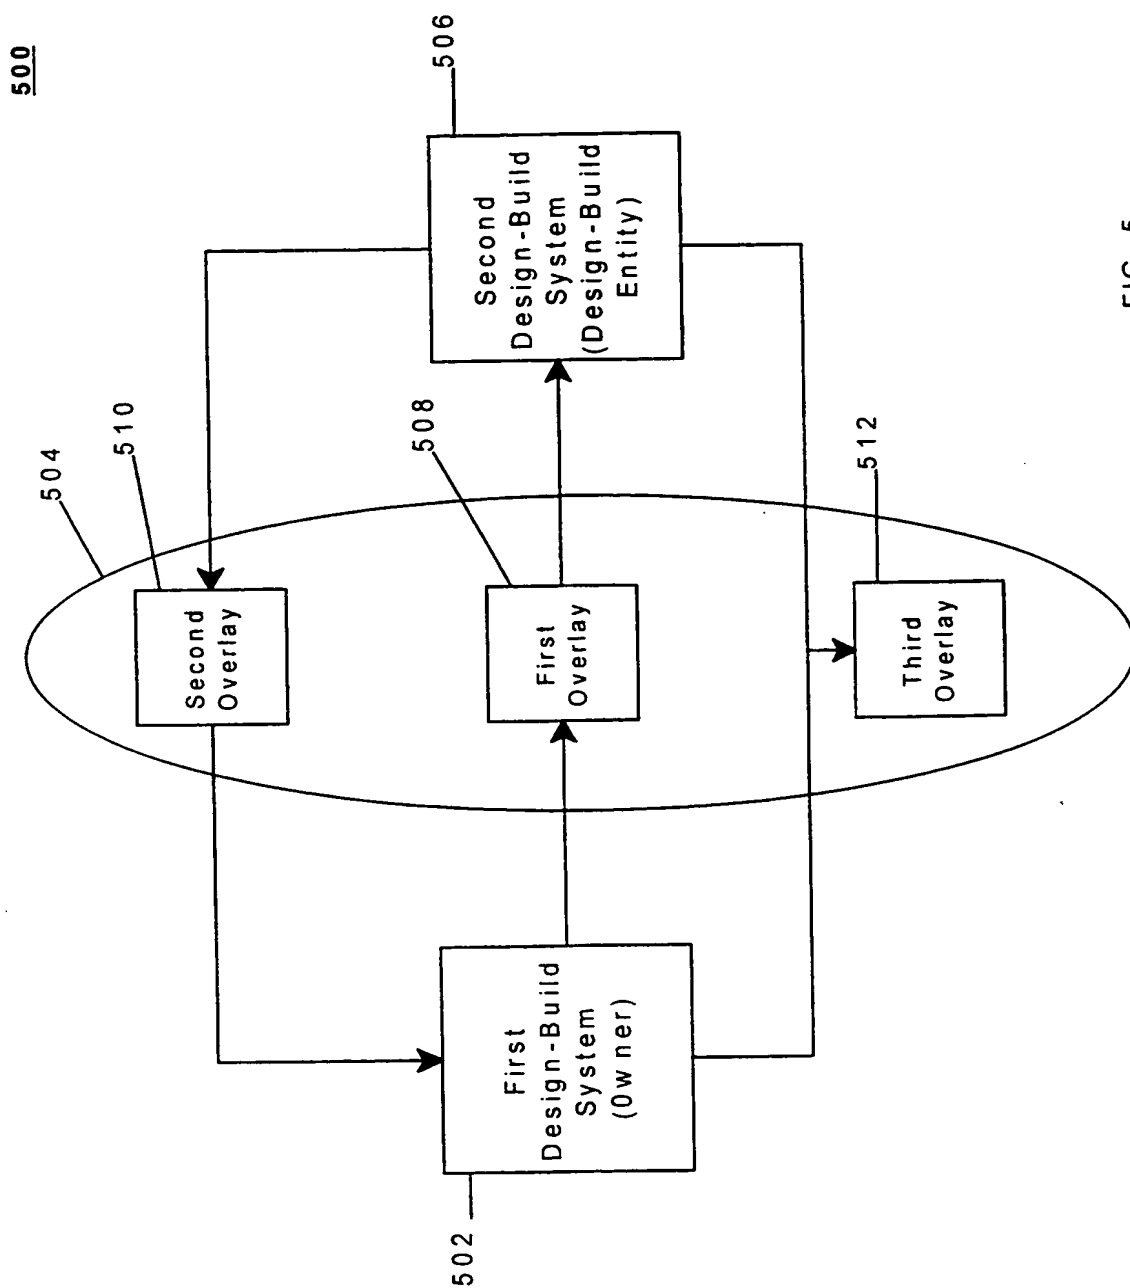 500
504
510
Second
Overlay
508
506
502
First
Design-Build
System
(0wner)
First
Overlay
Second
Design-Build
System
(Design-Build
Entity)
512
Third
Overlay
FIG. 5